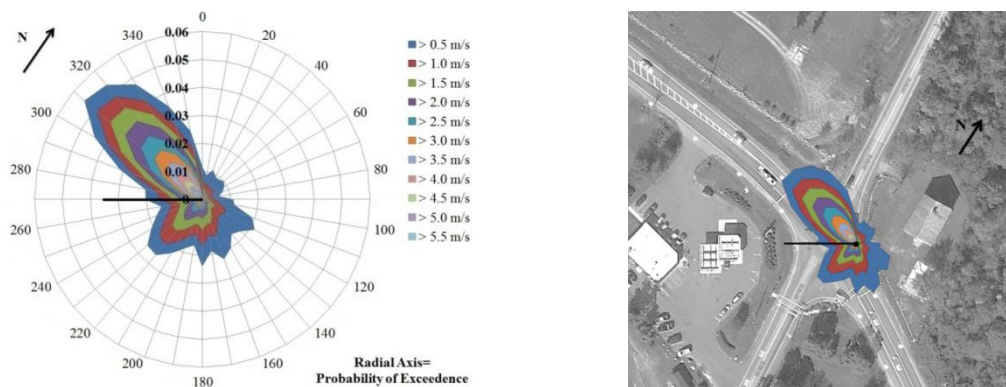 0
N
340
0.06
20
320
0.05
40
0.04
300
0.03
60
0.02
280
0.01
80
0
260
100
240
120
220
140
200
160
180
> 0.5 m/s
> 1.0 m/s
> 1.5 m/s
> 2.0 m/s
> 2.5 m/s
> 3.0 m/s
> 3.5 m/s
> 4.0 m/s
> 4.5 m/s
> 5.0 m/s
> 5.5 m/s
Radial Axis=
Probability of Exceedence
N